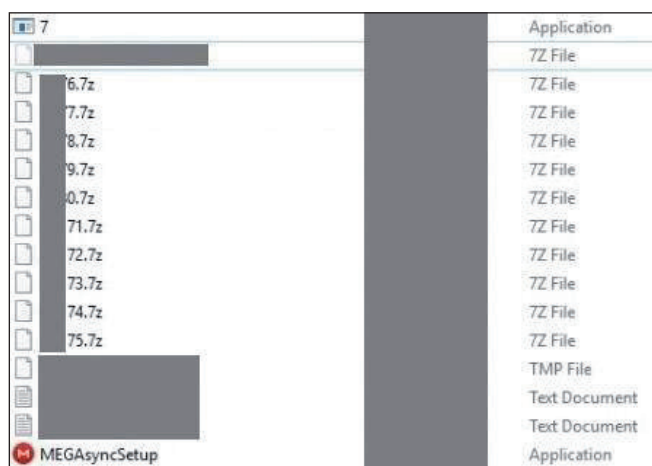 7 Application
7Z File
6.7z 7Z File
7.7z 7Z File
8.7z 7Z File
9.7z 7Z File
0.7z 7Z File
71.7z 7Z File
72.7z 7Z File
73.7z 7Z File
74.7z 7Z File
75.7z 7Z File
TMP File
Text Document
Text Document
MEGAsyncSetup Application